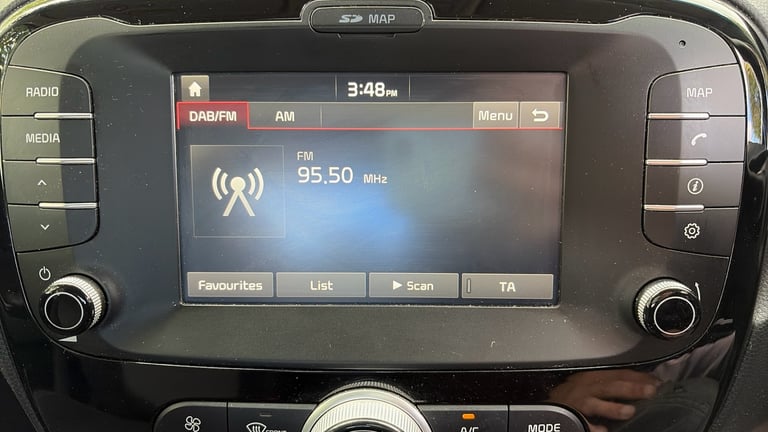 SD MAP
RADIO
MEDIA
MAP
3:48PM
DAB/FM AM Menu
FM
95.50 MHz
Favourites List Scan TA
FRONT
A/C
MODE